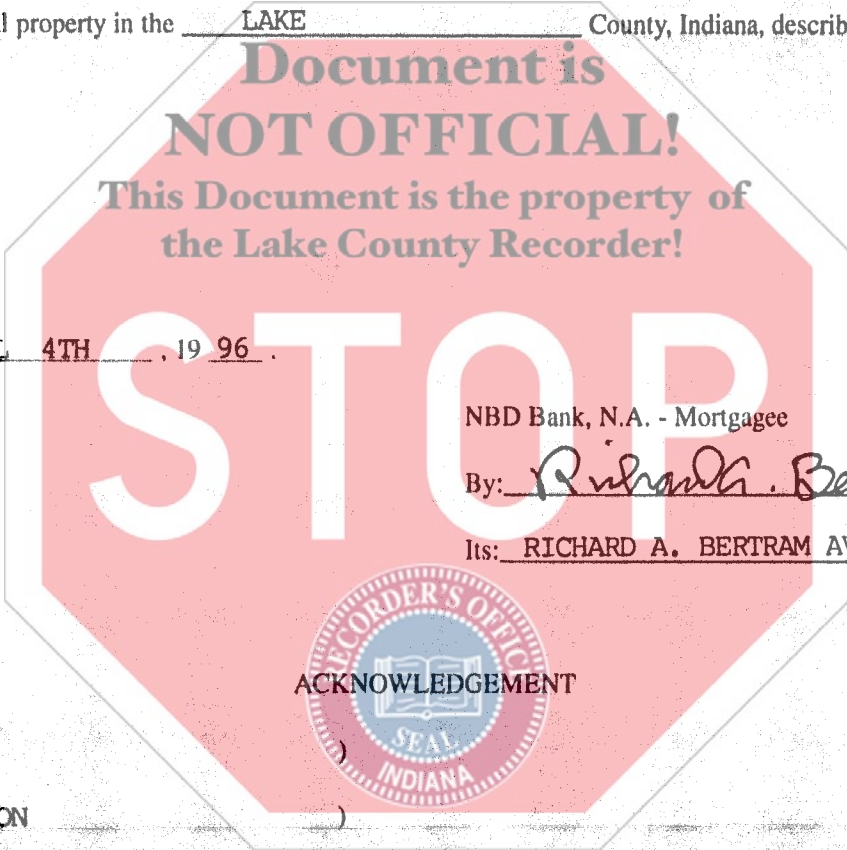 l property in the LAKE County, Indiana, describ
Document is
NOT OFFICIAL!
This Document is the property of
the Lake County Recorder!
STOP
L 4TH , 19 96 .
NBD Bank, N.A. - Mortgagee
By: Richard A. Be
Its: RICHARD A. BERTRAM AV
RECORDER'S OFFICE
ACKNOWLEDGEMENT
SEAL
INDIANA
)
ON )